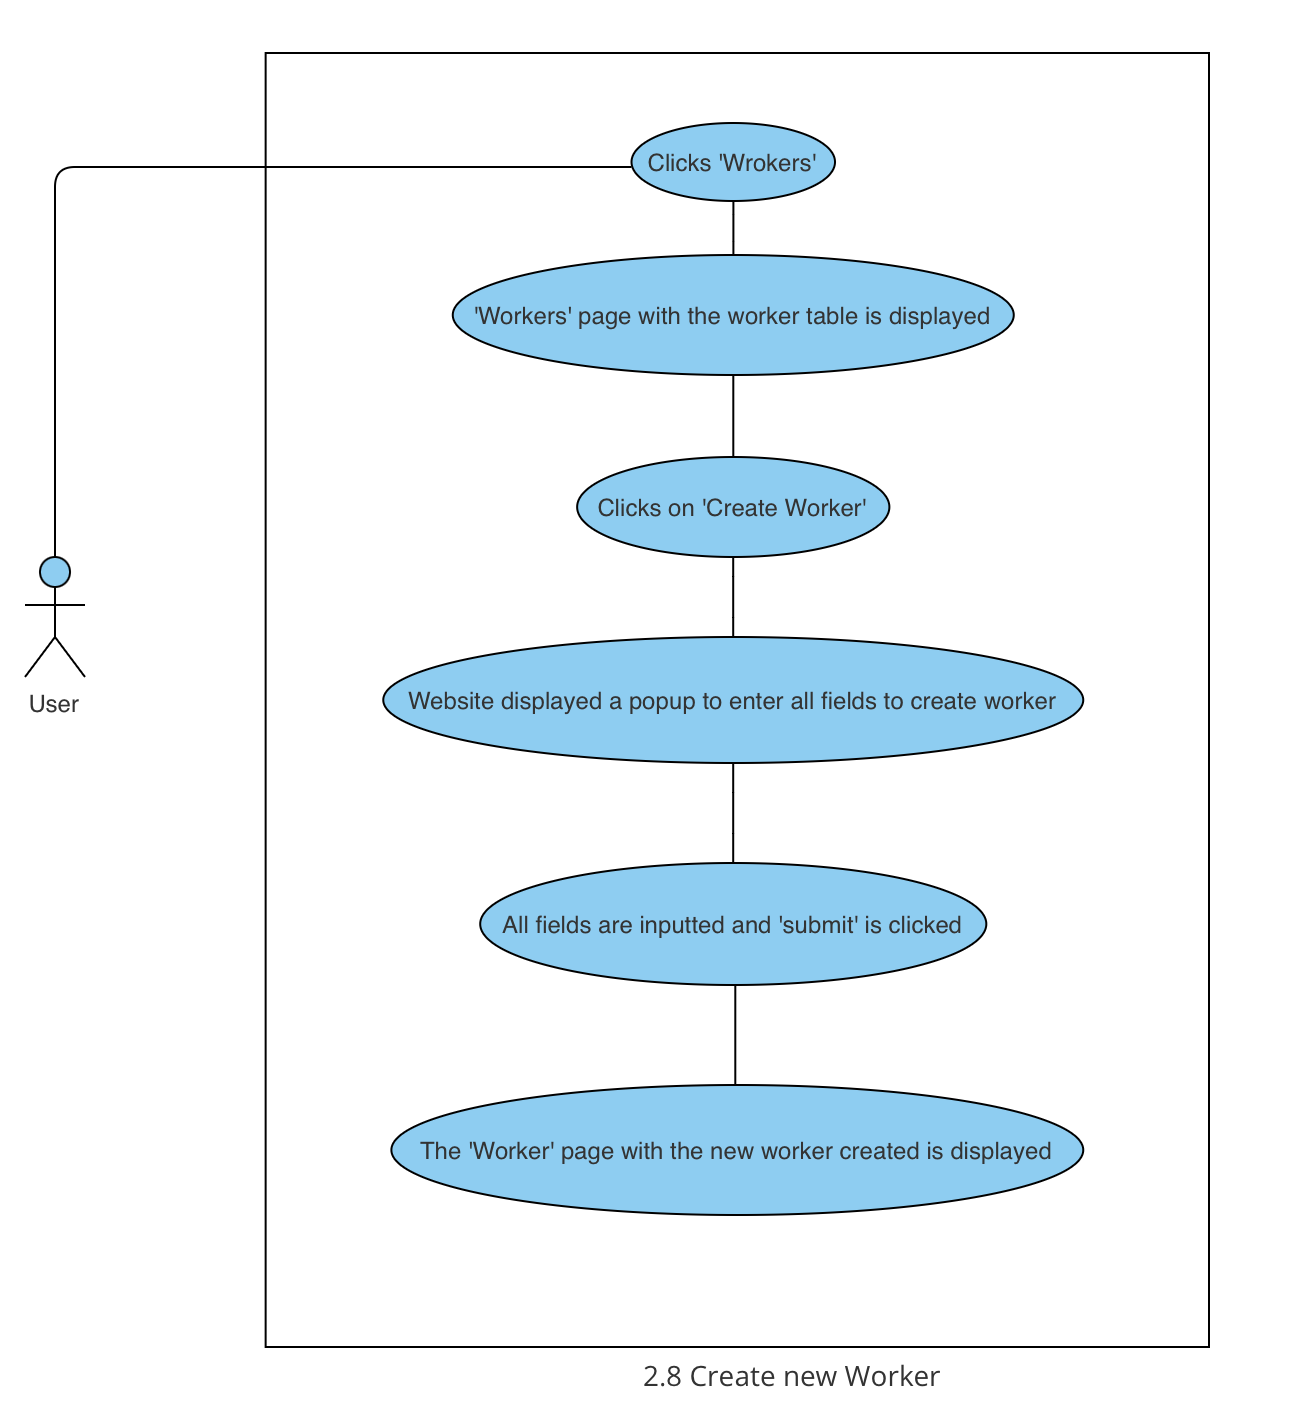 Clicks 'Wrokers'
'Workers' page with the worker table is displayed
Clicks on 'Create Worker'
Website displayed a popup to enter all fields to create worker
User
All fields are inputted and 'submit' is clicked
The 'Worker' page with the new worker created is displayed
2.8 Create new Worker